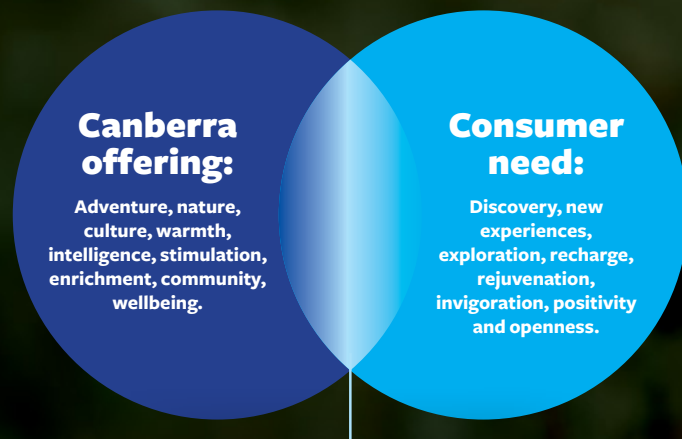 Canberra
offering:
Adventure, nature,
culture, warmth,
intelligence, stimulation,
enrichment, community,
wellbeing.
Consumer
need:
Discovery, new
experiences,
exploration, recharge,
rejuvenation,
invigoration, positivity
and openness.